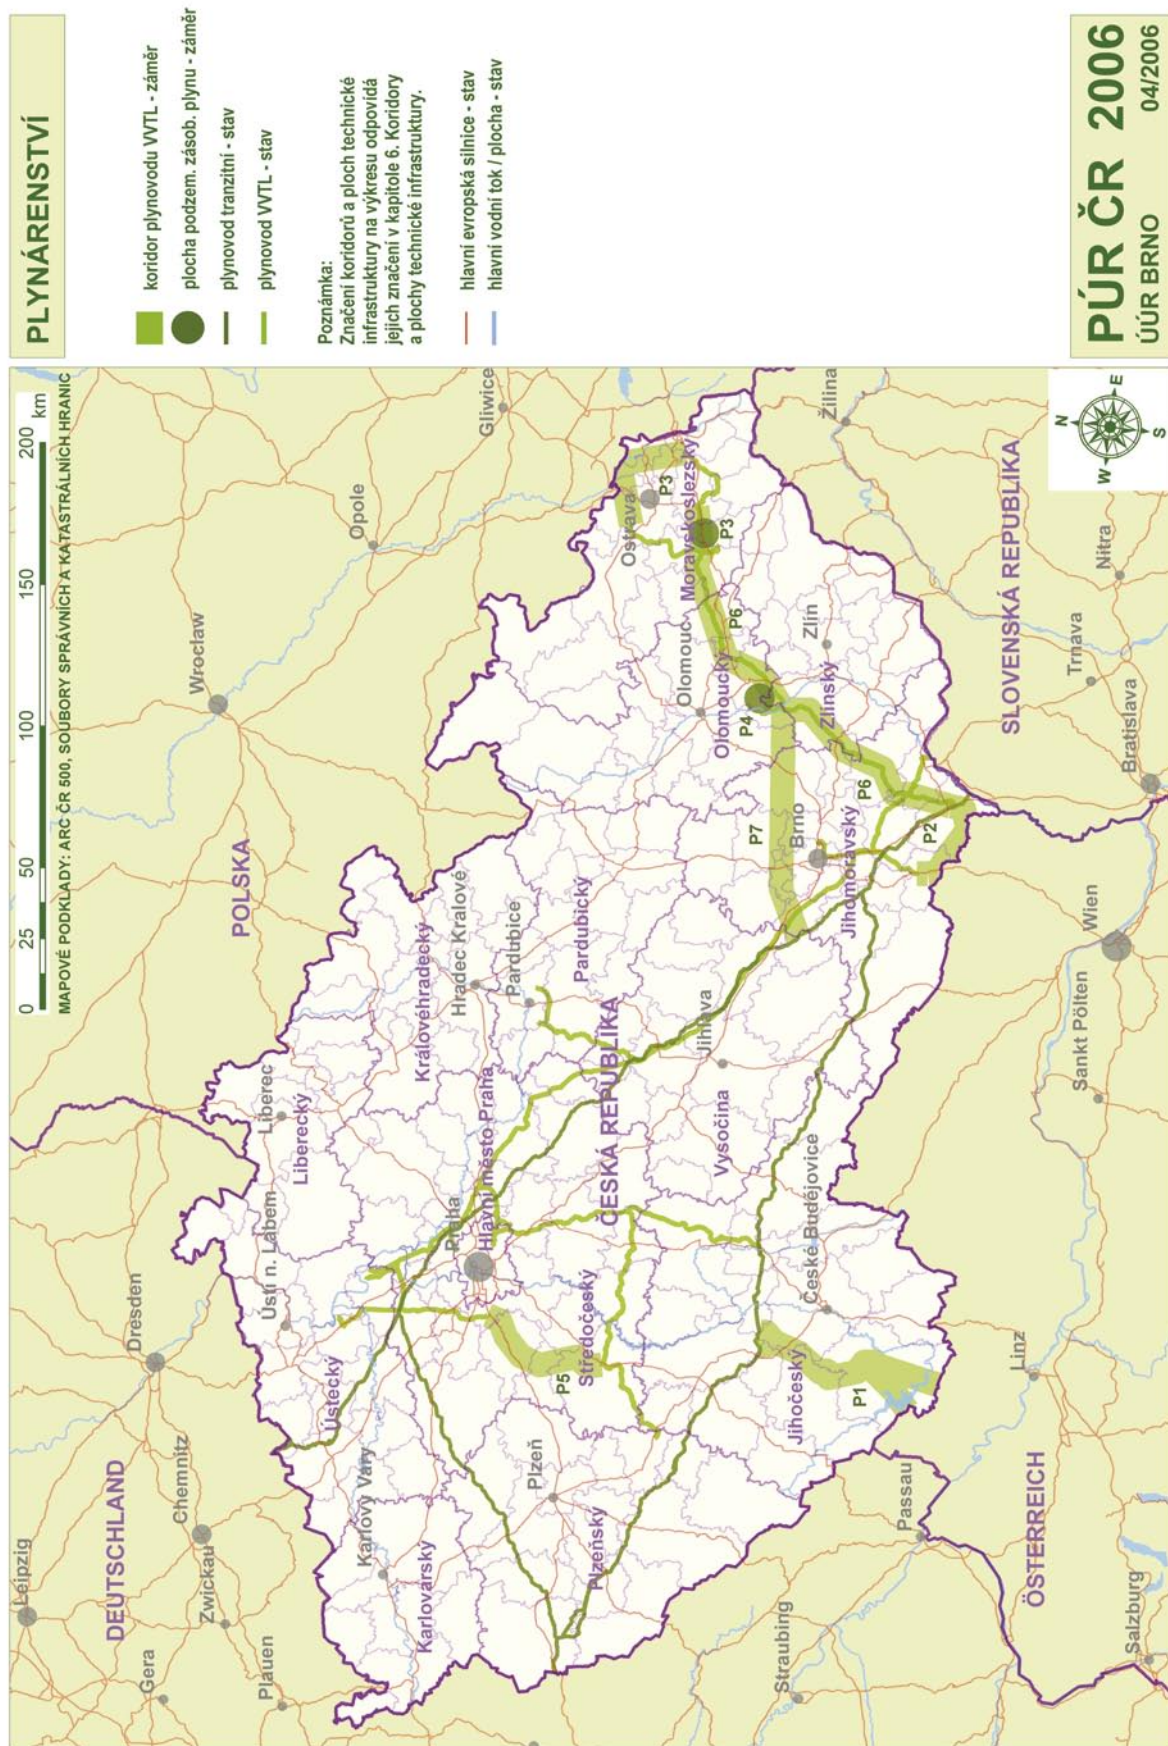 PLYNÁRENSTVÍ
koridor plynovodu VVTL - záměr
plocha podzem. zásob. plynu - záměr
plynovod tranzitní - stav
plynovod VVTL - stav
Poznámka:
Značení koridorů a ploch technické
infrastruktury na výkresu odpovídá
jejich značení v kapitole 6. Koridory
a plochy technické infrastruktury.
hlavní evropská silnice - stav
hlavní vodní tok / plocha - stav
PÚR ČR 2006
ÚÚR BRNO 04/2006
0 25 50 100 150 200 km
MAPOVÉ PODKLADY: ARC ČR 500, SOUBORY SPRÁVNÍCH A KATASTRÁLNÍCH HRANIC
Leipzig
DEUTSCHLAND
Gera
Chemnitz
Zwickau
Plauen
Dresden
Wrocław
POLSKA
Opole
Gliwice
Ústí n. Labem
Liberec
Liberecký
Ústecký
Karlovy Vary
Karlovarský
Praha
Hlavní město Praha
Královéhradecký
Hradec Kralové
Pardubice
Pardubický
Středočeský
P5
Plzeň
Plzeňský
ČESKÁ REPUBLIKA
Jihlava
Vysočina
Ostrava
P3
Moravskoslezský
P3
P6
Olomouc
Olomoucký
P4
P7
Zlín
Zlínský
Brno
P6
Jihomoravský
P2
České Budějovice
Jihočeský
P1
Žilina
SLOVENSKÁ REPUBLIKA
Nitra
Trnava
Bratislava
Wien
Sankt Pölten
Linz
Passau
Straubing
ÖSTERREICH
Salzburg
N
W
E
S